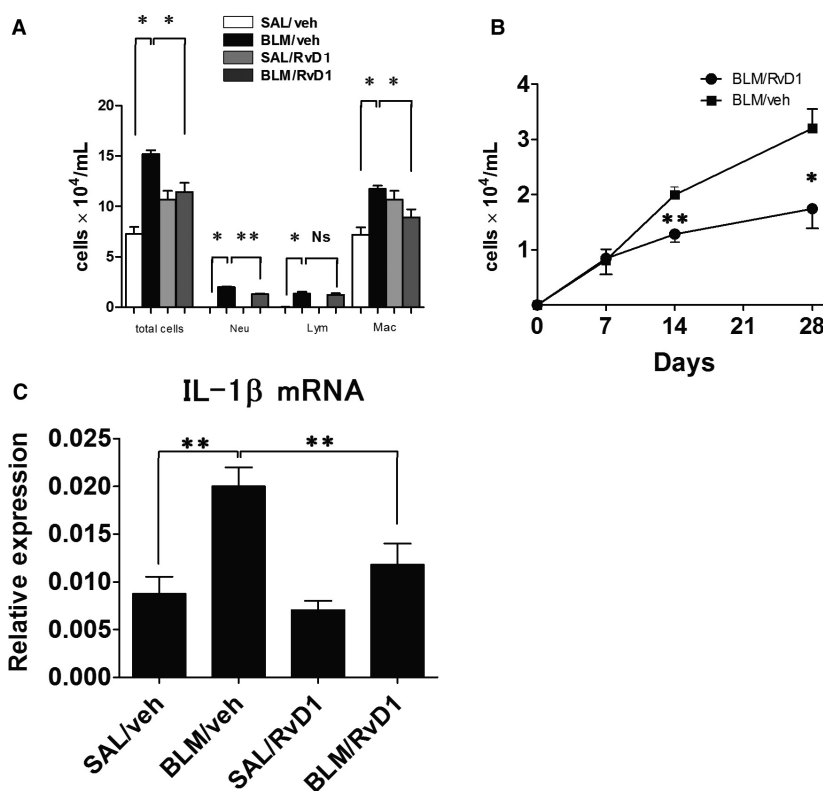 A
* *
SAL/veh
BLM/veh
SAL/RvD1
BLM/RvD1
* *
20
15
10
5
0
cells × 10⁴/mL
* **
* Ns
total cells Neu Lym Mac
B
BLM/RvD1
BLM/veh
4
3
2
1
cells × 10⁴/mL
**
*
0 7 14 21 28
Days
C
IL-1β mRNA
** **
0.025
0.020
0.015
0.010
0.005
0.000
Relative expression
SAL/veh
BLM/veh
SAL/RvD1
BLM/RvD1